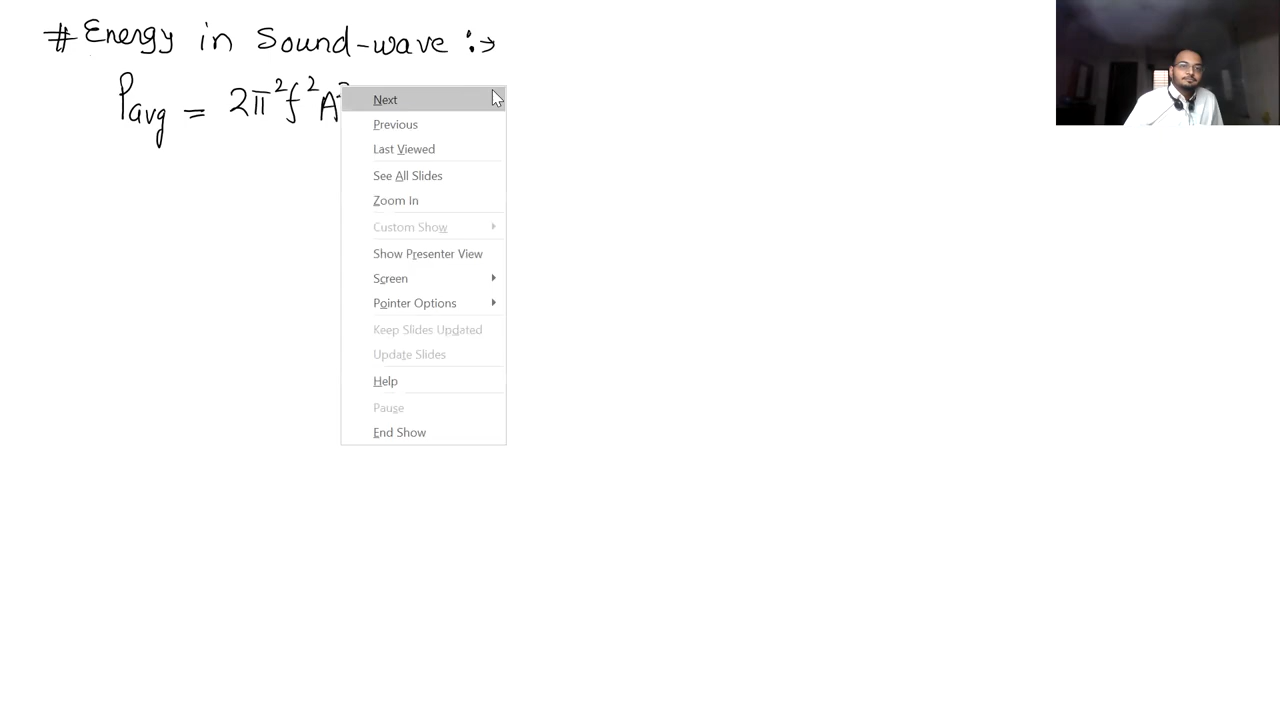 # Energy in Sound-wave :→
Pavg = 2π²f²A²
Next
Previous
Last Viewed
See All Slides
Zoom In
Custom Show
Show Presenter View
Screen
Pointer Options
Keep Slides Updated
Update Slides
Help
Pause
End Show